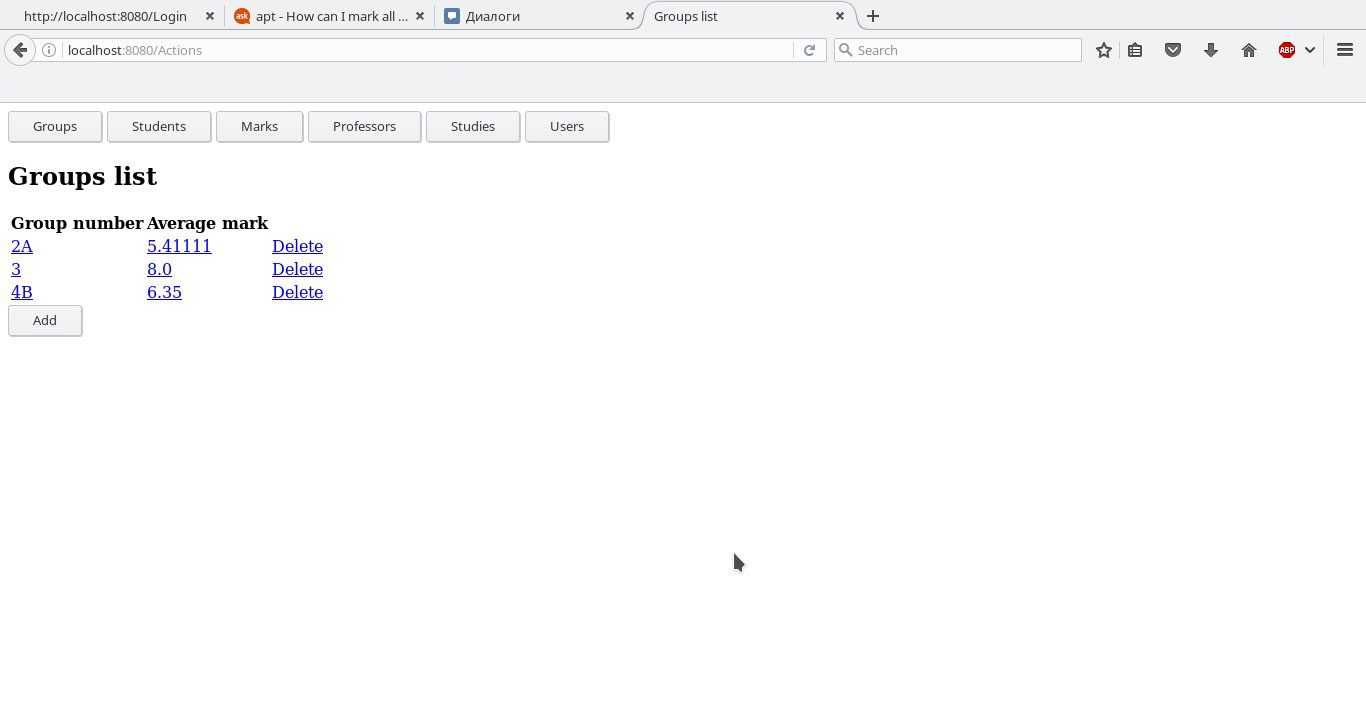 http://localhost:8080/Login apt - How can I mark all ... Диалоги Groups list
localhost:8080/Actions Search ABP
Groups Students Marks Professors Studies Users
Groups list
Group number Average mark
2A 5.41111 Delete
3 8.0 Delete
4B 6.35 Delete
Add